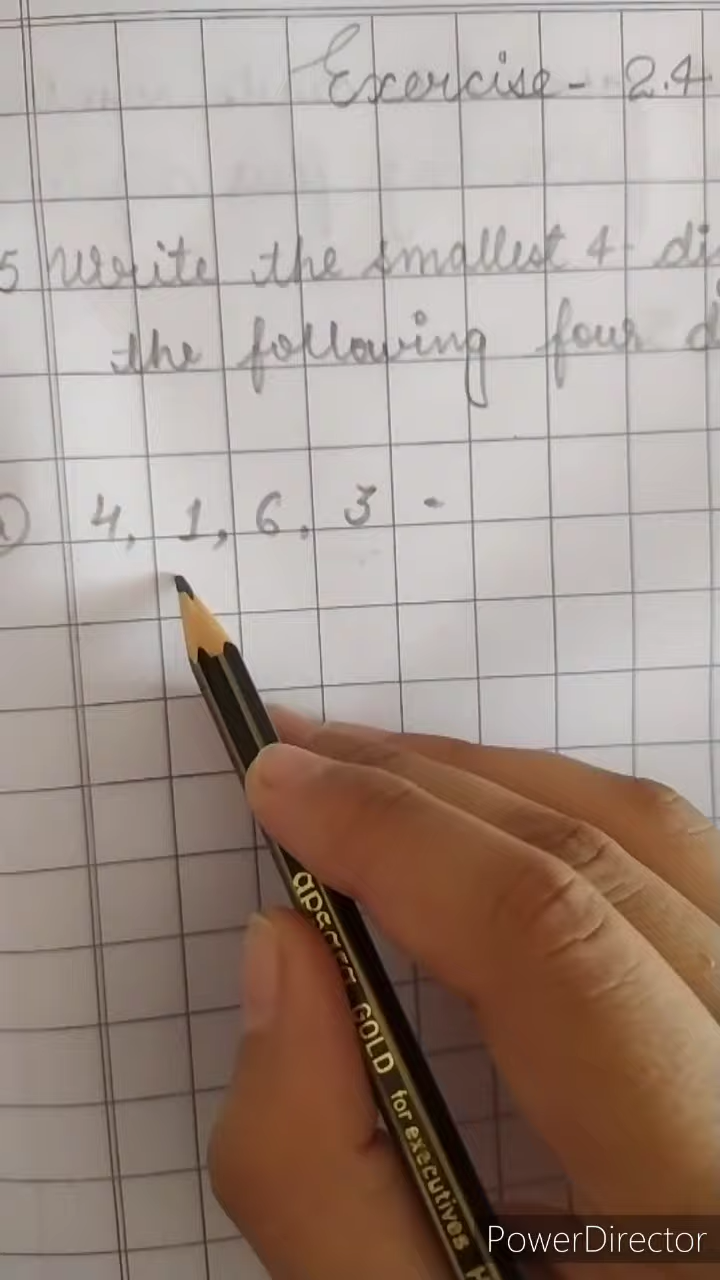 Exercise - 2.4
5 Write the smallest 4- di
the following four d
a) 4, 1, 6, 3 -
apsara GOLD for executives H
PowerDirector